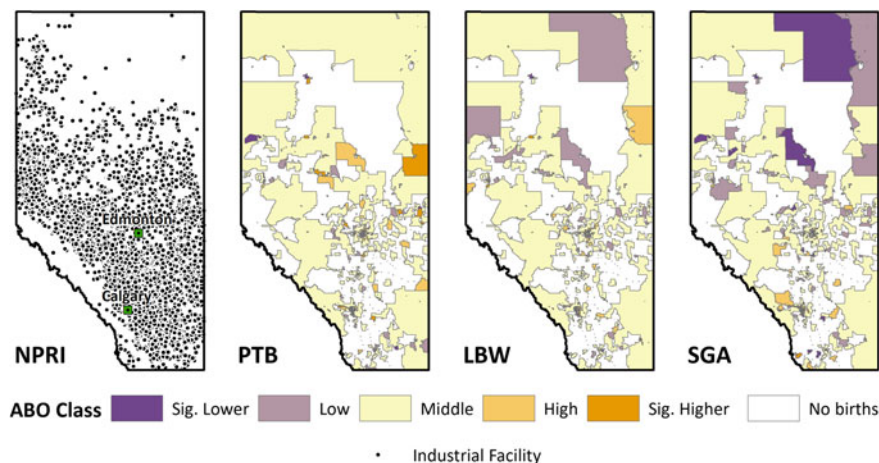 Edmonton
Calgary
NPRI
PTB
LBW
SGA
ABO Class Sig. Lower Low Middle High Sig. Higher No births
Industrial Facility